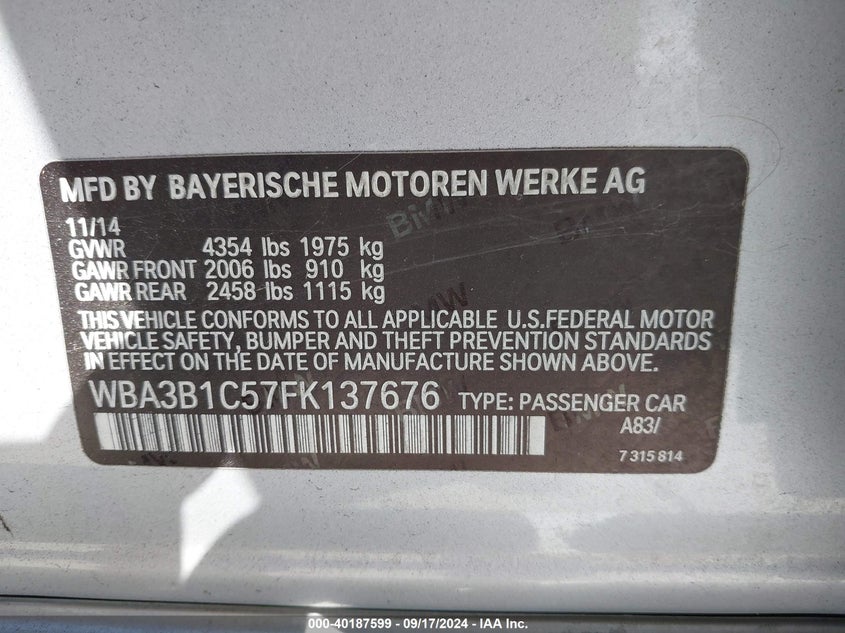 MFD BY BAYERISCHE MOTOREN WERKE AG
11/14
GVWR 4354 lbs 1975 kg
GAWR FRONT 2006 lbs 910 kg
GAWR REAR 2458 lbs 1115 kg
THIS VEHICLE CONFORMS TO ALL APPLICABLE U.S.FEDERAL MOTOR
VEHICLE SAFETY, BUMPER AND THEFT PREVENTION STANDARDS
IN EFFECT ON THE DATE OF MANUFACTURE SHOWN ABOVE.
WBA3B1C57FK137676 TYPE: PASSENGER CAR
A83/
7 315 814
000-40187599 - 09/17/2024 - IAA Inc.